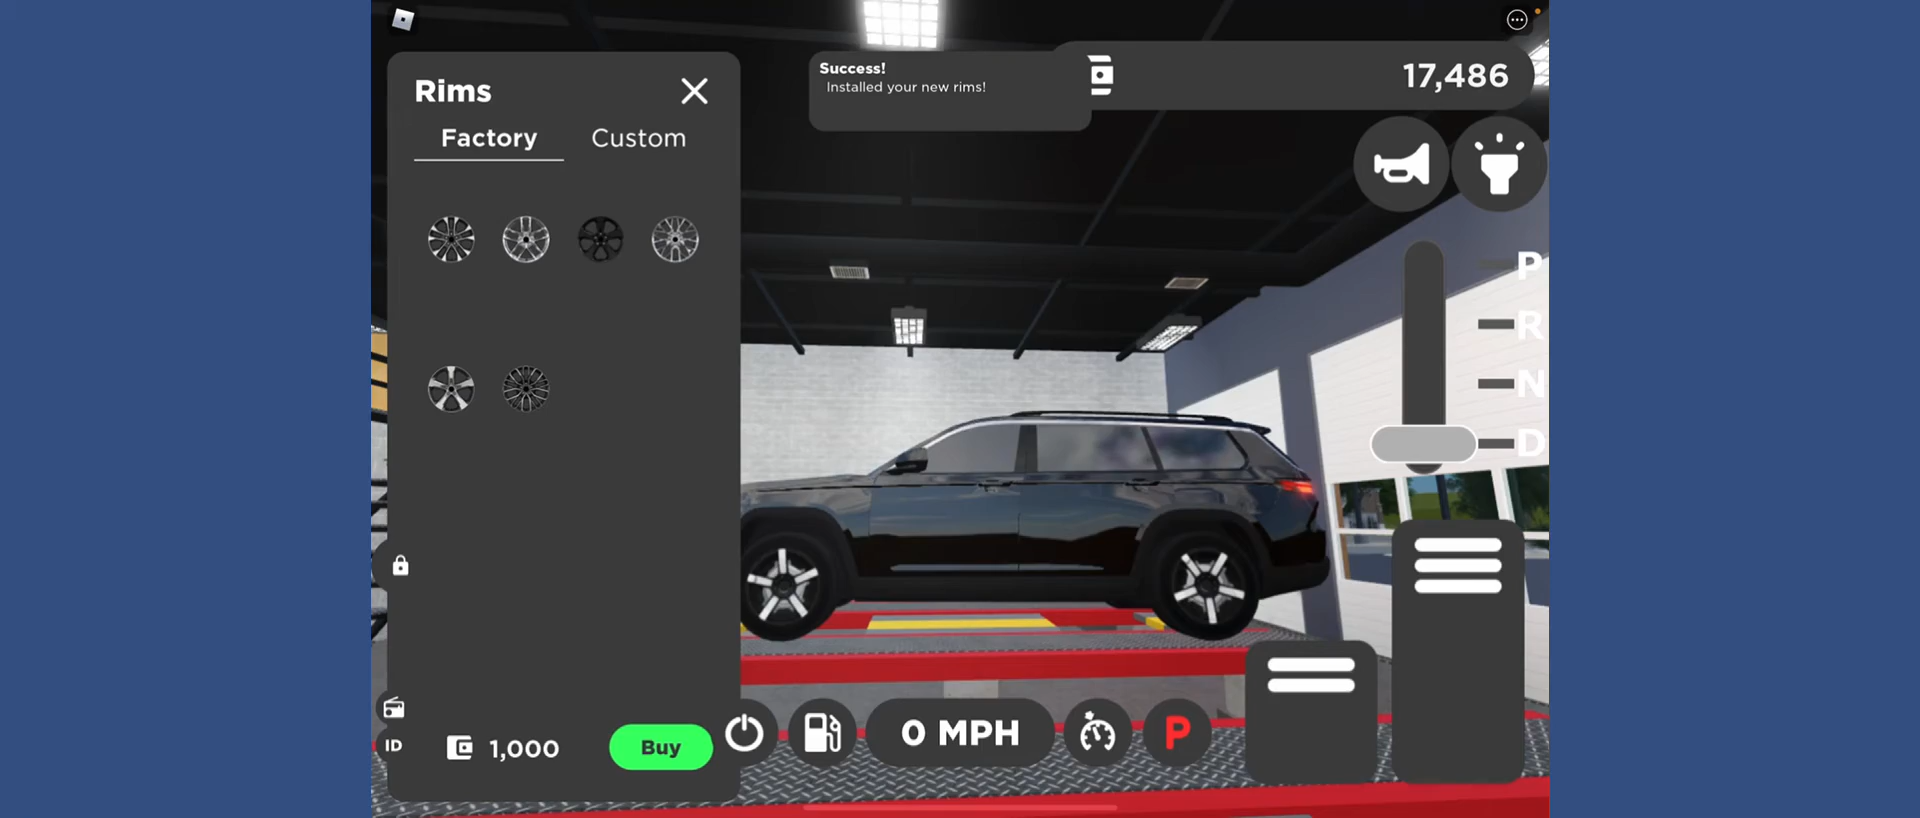 Rims
Factory Custom
Success!
Installed your new rims!
17,486
P
R
N
D
ID
1,000
Buy
0 MPH
P